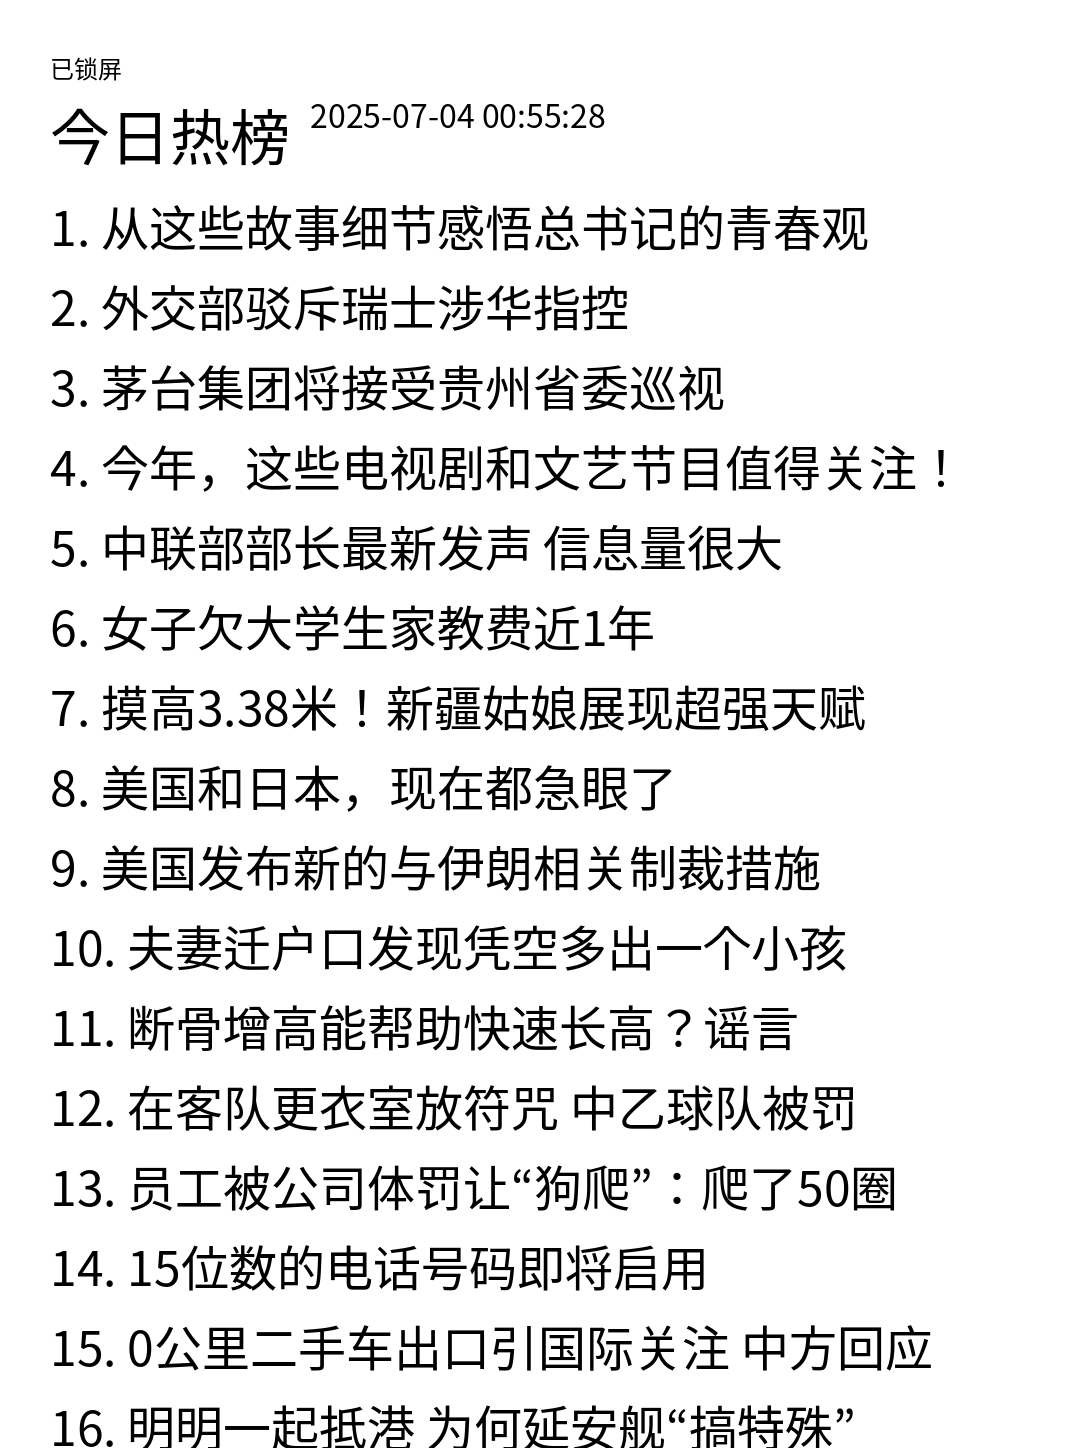 已锁屏
今日热榜 2025-07-04 00:55:28
1. 从这些故事细节感悟总书记的青春观
2. 外交部驳斥瑞士涉华指控
3. 茅台集团将接受贵州省委巡视
4. 今年，这些电视剧和文艺节目值得关注！
5. 中联部部长最新发声 信息量很大
6. 女子欠大学生家教费近1年
7. 摸高3.38米！新疆姑娘展现超强天赋
8. 美国和日本，现在都急眼了
9. 美国发布新的与伊朗相关制裁措施
10. 夫妻迁户口发现凭空多出一个小孩
11. 断骨增高能帮助快速长高？谣言
12. 在客队更衣室放符咒 中乙球队被罚
13. 员工被公司体罚让“狗爬”：爬了50圈
14. 15位数的电话号码即将启用
15. 0公里二手车出口引国际关注 中方回应
16. 明明一起抵港 为何延安舰“搞特殊”